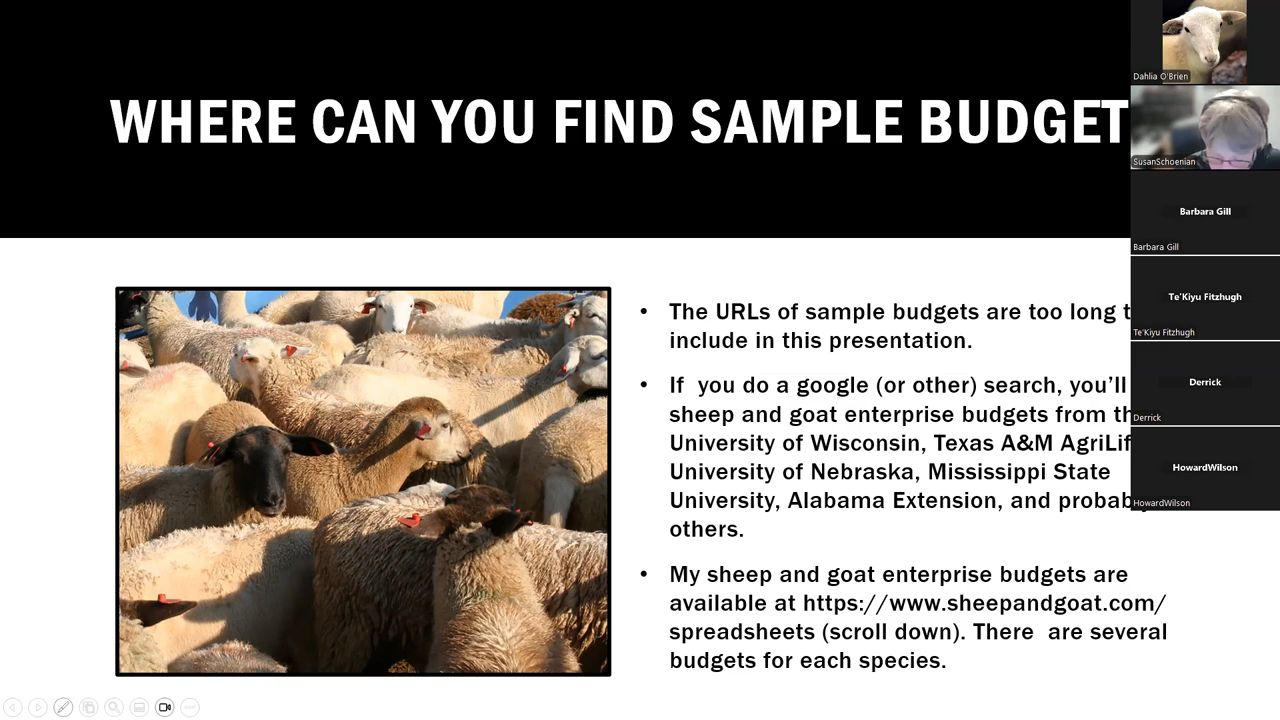 WHERE CAN YOU FIND SAMPLE BUDGET
• The URLs of sample budgets are too long t
include in this presentation.
• If you do a google (or other) search, you’ll
sheep and goat enterprise budgets from th
University of Wisconsin, Texas A&M AgriLif
University of Nebraska, Mississippi State
University, Alabama Extension, and probably
others.
• My sheep and goat enterprise budgets are
available at https://www.sheepandgoat.com/
spreadsheets (scroll down). There are several
budgets for each species.
Dahlia O'Brien
SusanSchoenian
Barbara Gill
Barbara Gill
Te'Kiyu Fitzhugh
Te'Kiyu Fitzhugh
Derrick
Derrick
HowardWilson
HowardWilson